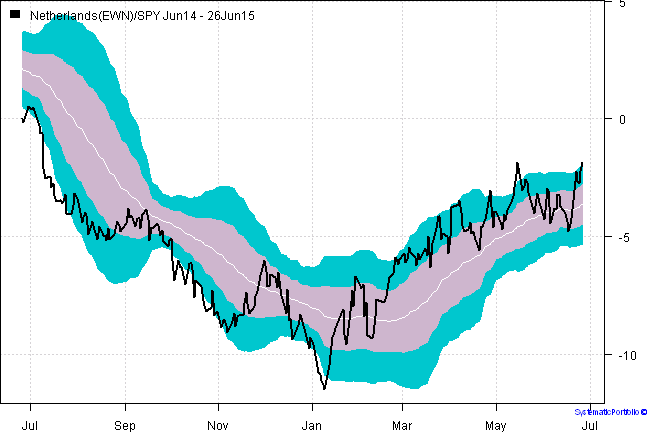 Netherlands(EWN)/SPY Jun14 - 26Jun15
5
0
-5
-10
Jul Sep Nov Jan Mar May Jul
SystematicPortfolio ©